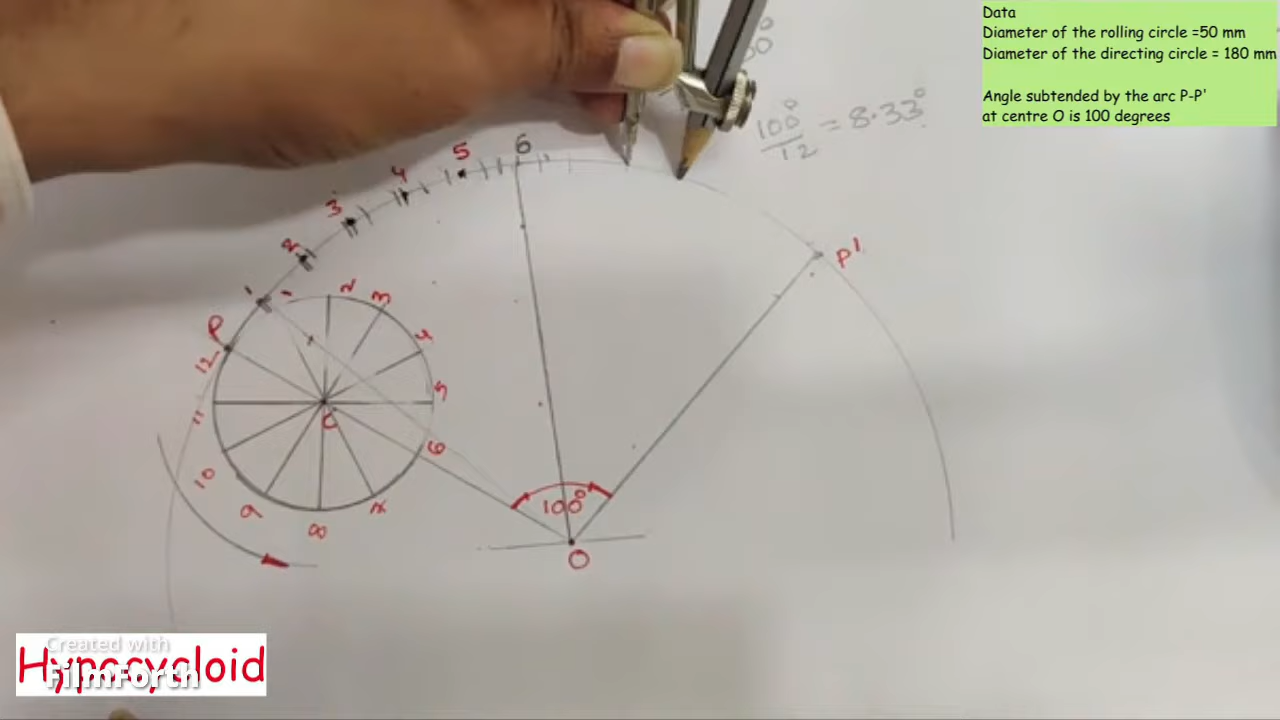 Data
Diameter of the rolling circle =50 mm
Diameter of the directing circle = 180 mm
Angle subtended by the arc P-P'
at centre O is 100 degrees
100°
12
= 8.33°
6
5
4
3
2
1
P'
P
1
2
3
4
5
6
7
8
9
10
11
12
C
100°
O
Created with
Hypocycloid
FilmForth